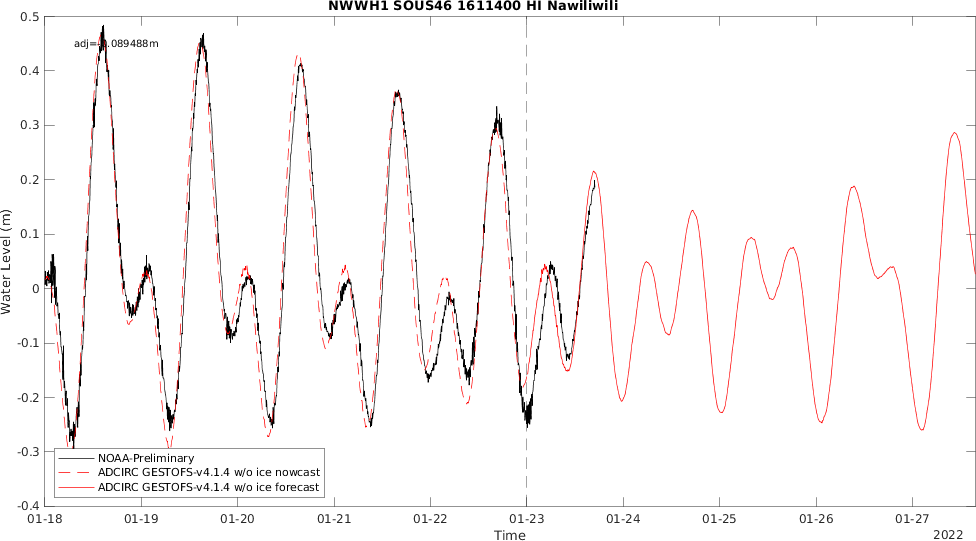 NWWH1 SOUS46 1611400 HI Nawiliwili
0.5
0.4
0.3
0.2
0.1
0
-0.1
-0.2
-0.3
-0.4
Water Level (m)
NOAA-Preliminary
ADCIRC GESTOFS-v4.1.4 w/o ice nowcast
ADCIRC GESTOFS-v4.1.4 w/o ice forecast
01-18 01-19 01-20 01-21 01-22 01-23 01-24 01-25 01-26 01-27
Time
2022